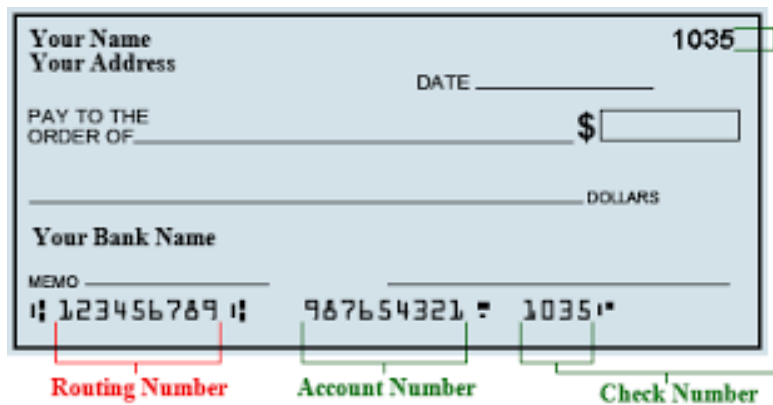 Your Name 1035
Your Address
DATE
PAY TO THE
ORDER OF $
DOLLARS
Your Bank Name
MEMO
⑆123456789⑆ 987654321⑈ 1035⑈
Routing Number Account Number Check Number